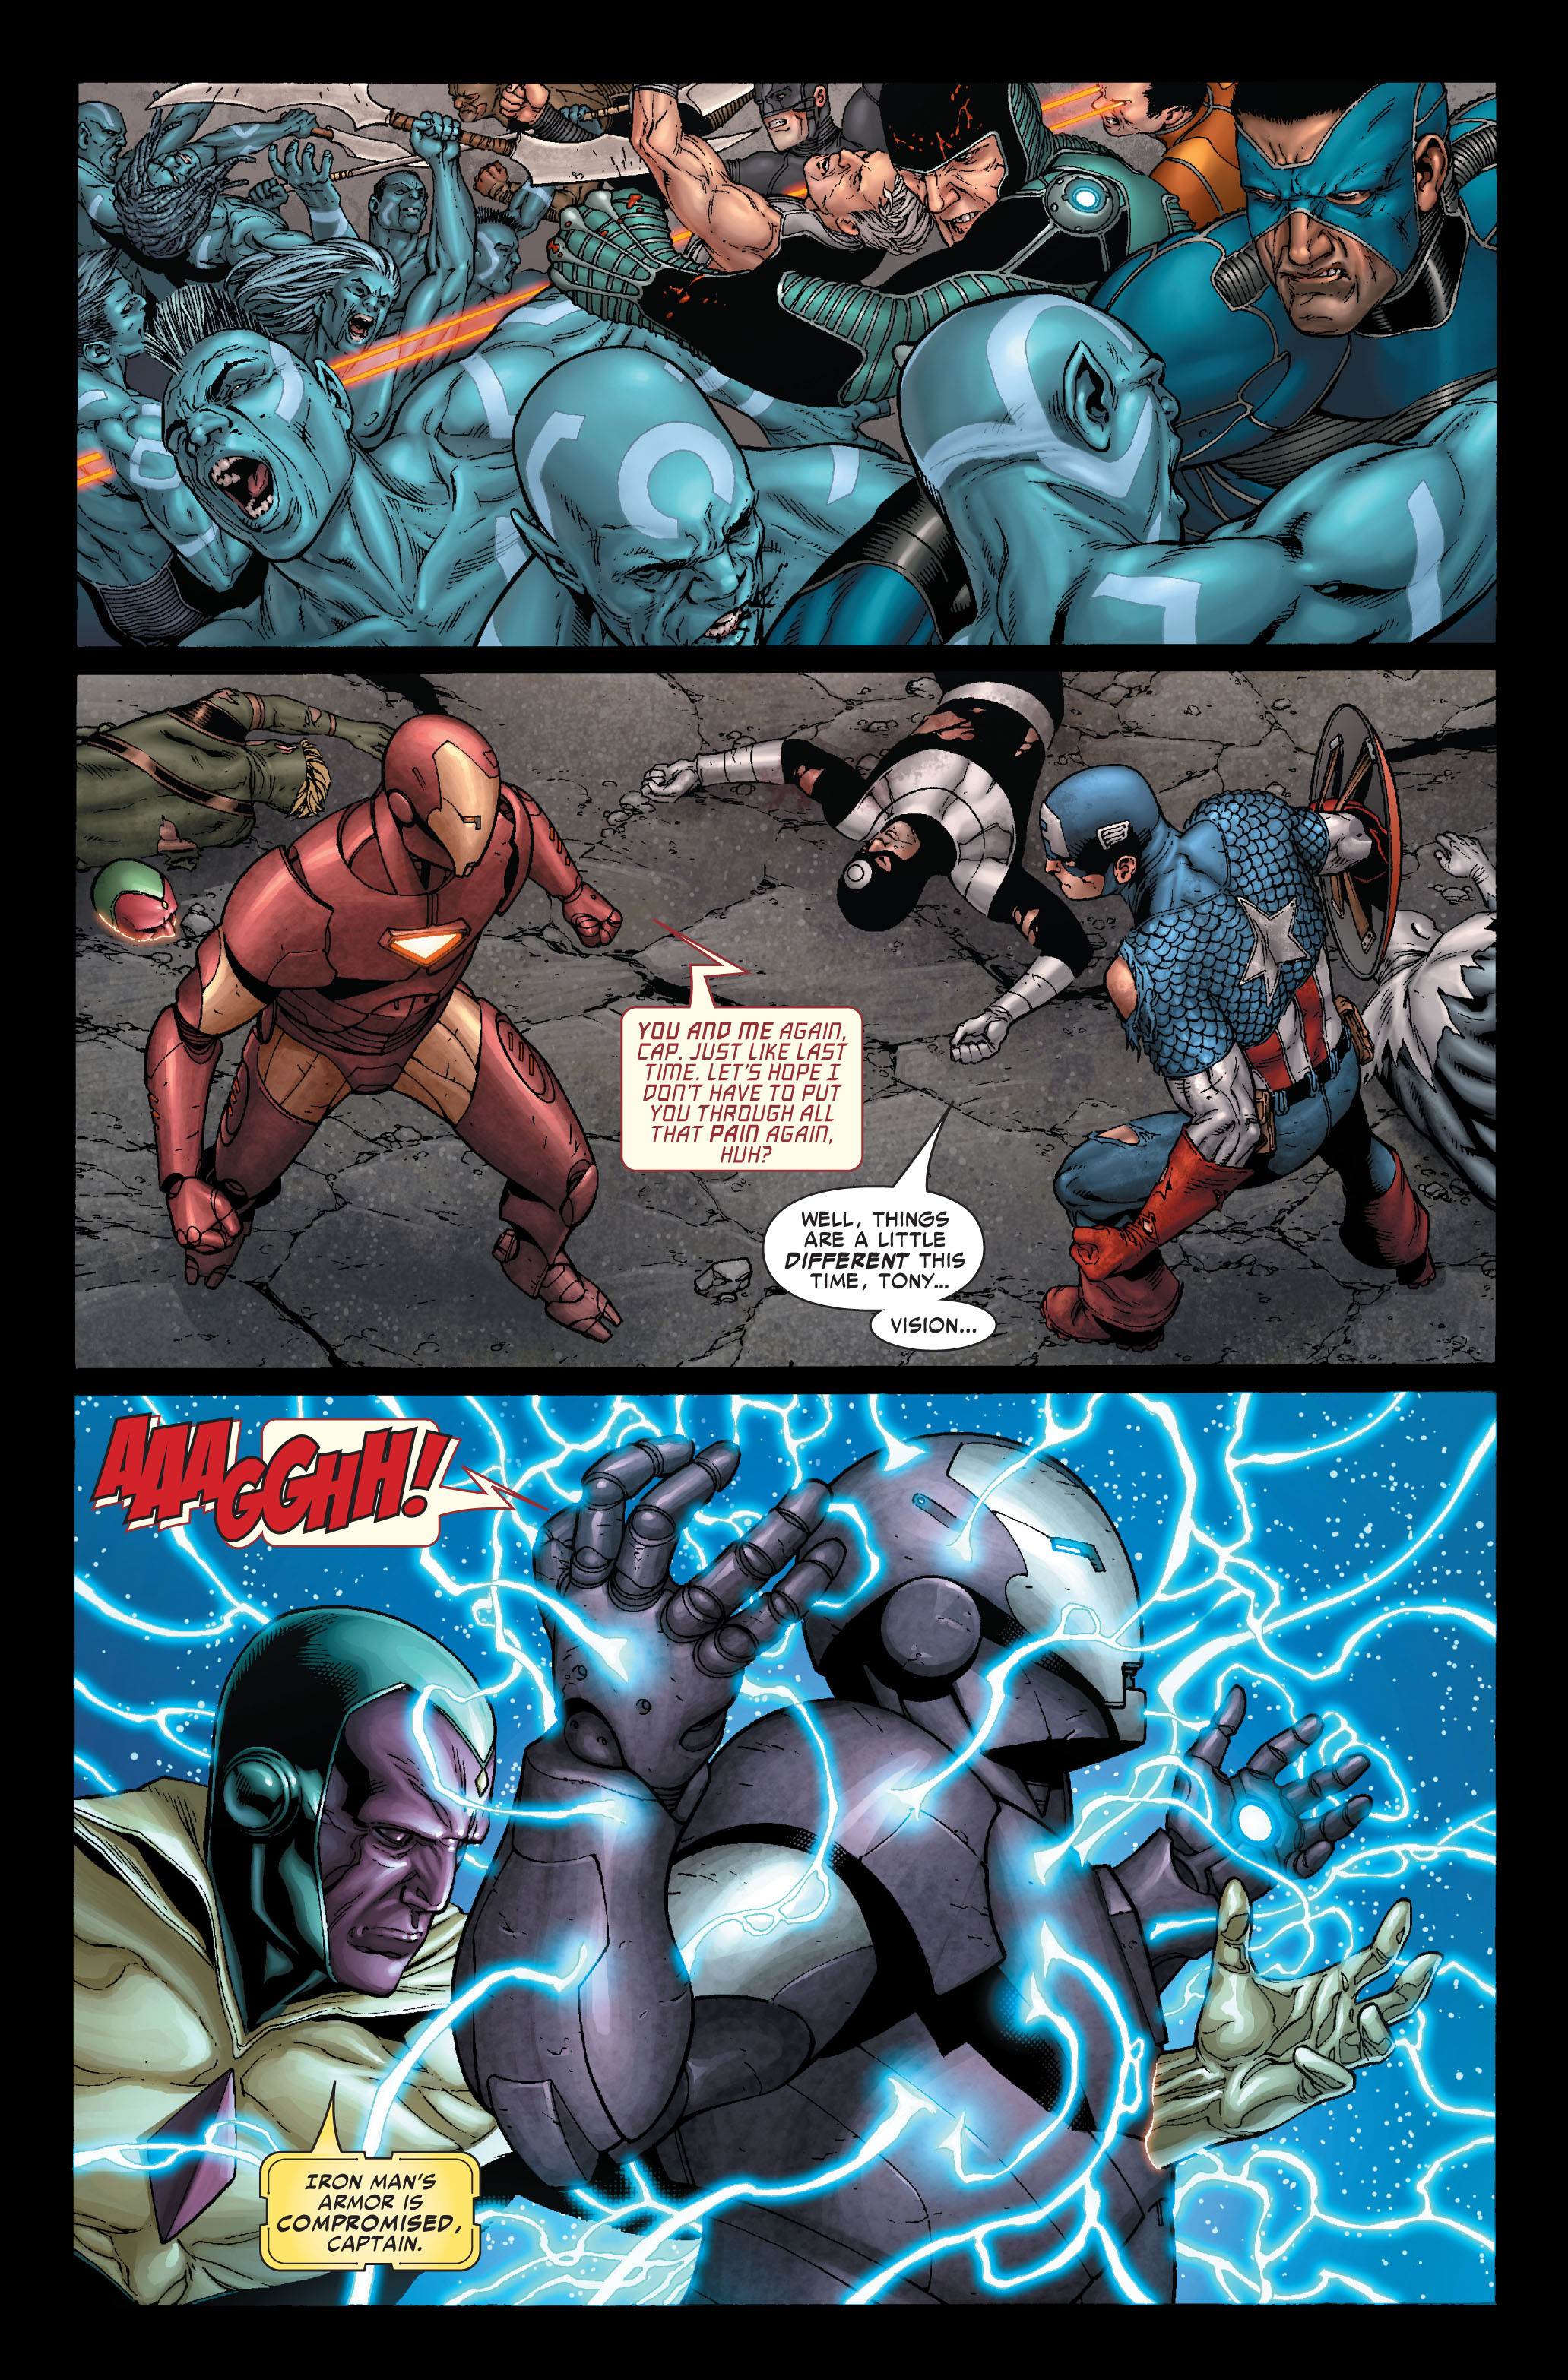 YOU AND ME AGAIN,
CAP. JUST LIKE LAST
TIME. LET'S HOPE I
DON'T HAVE TO PUT
YOU THROUGH ALL
THAT PAIN AGAIN,
HUH?
WELL, THINGS
ARE A LITTLE
DIFFERENT THIS
TIME, TONY...
VISION...
AAAGGHH!
IRON MAN'S
ARMOR IS
COMPROMISED,
CAPTAIN.